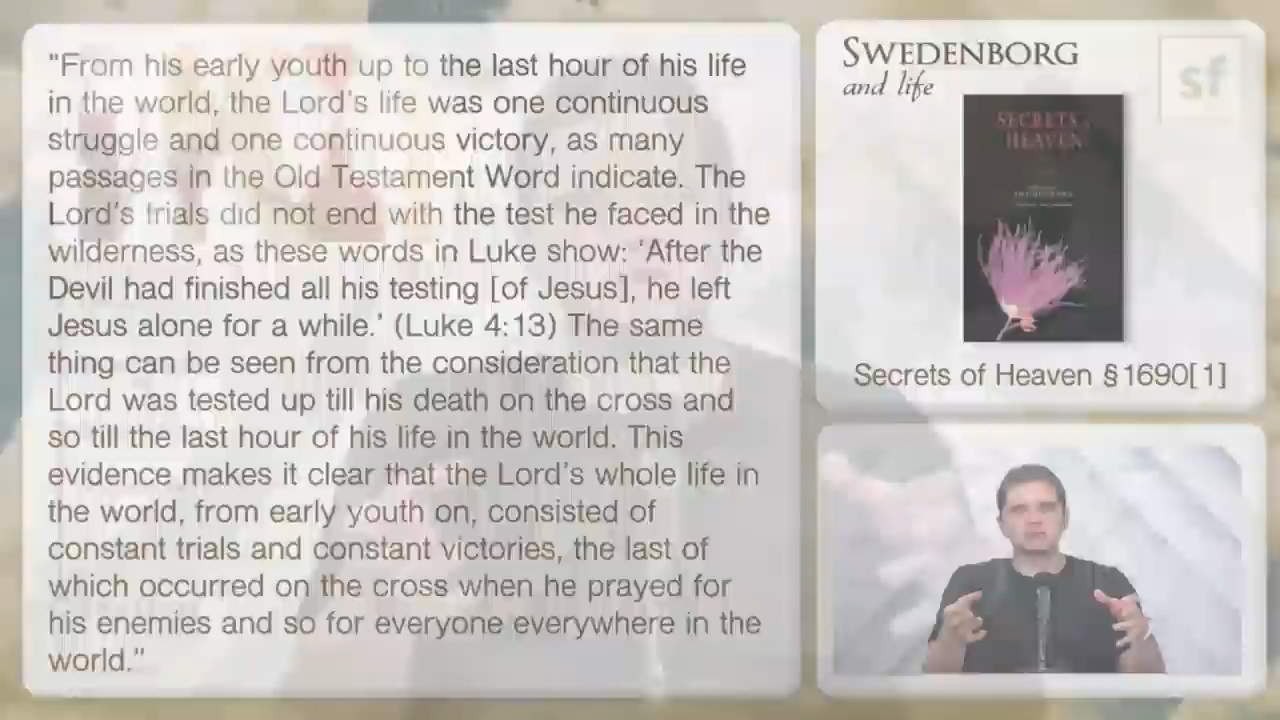 "From his early youth up to the last hour of his life
in the world, the Lord's life was one continuous
struggle and one continuous victory, as many
passages in the Old Testament Word indicate. The
Lord's trials did not end with the test he faced in the
wilderness, as these words in Luke show: 'After the
Devil had finished all his testing [of Jesus], he left
Jesus alone for a while.' (Luke 4:13) The same
thing can be seen from the consideration that the
Lord was tested up till his death on the cross and
so till the last hour of his life in the world. This
evidence makes it clear that the Lord's whole life in
the world, from early youth on, consisted of
constant trials and constant victories, the last of
which occurred on the cross when he prayed for
his enemies and so for everyone everywhere in the
world."
SWEDENBORG
and life
sf
SECRETS
HEAVEN
Secrets of Heaven §1690[1]